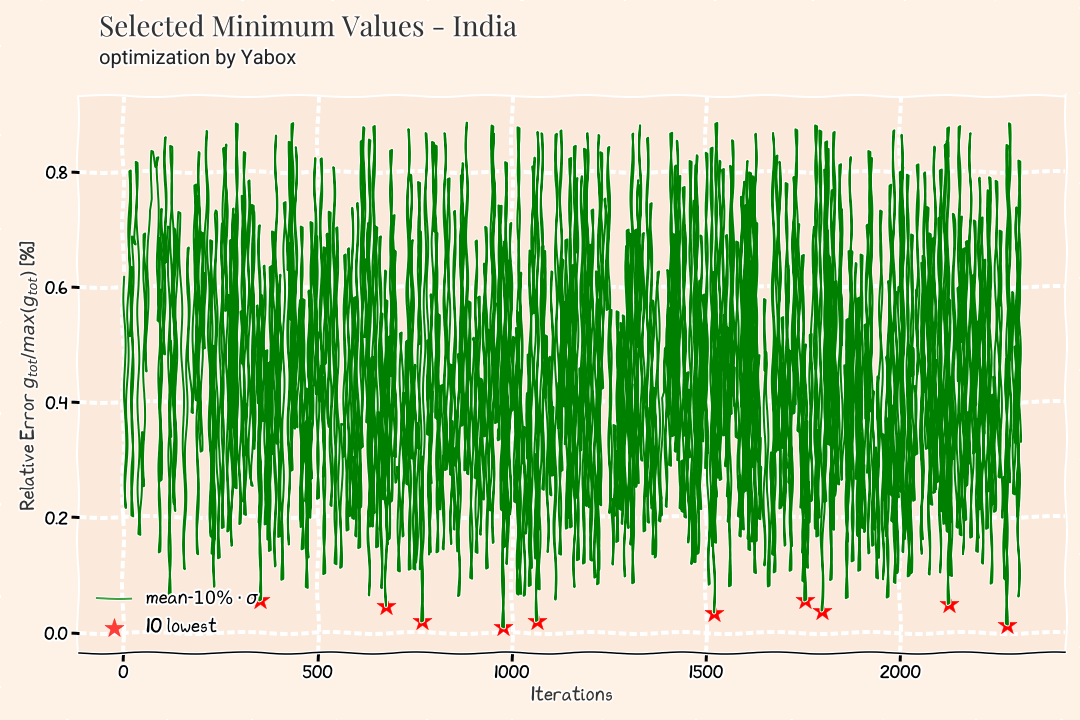 Selected Minimum Values - India
optimization by Yabox
Relative Error g_tot/max(g_tot) [%]
0.8
0.6
0.4
0.2
0.0
mean-10% · σ
10 lowest
0 500 1000 1500 2000
Iterations